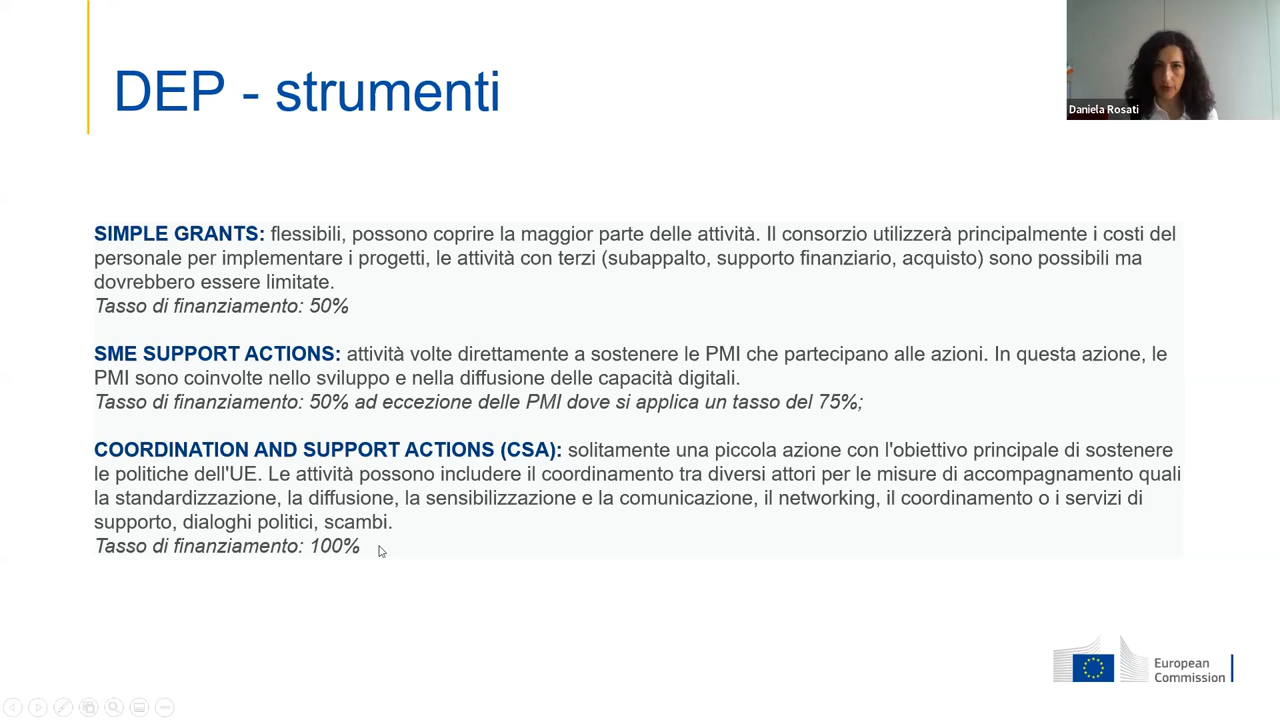 DEP - strumenti
Daniela Rosati
SIMPLE GRANTS: flessibili, possono coprire la maggior parte delle attività. Il consorzio utilizzerà principalmente i costi del
personale per implementare i progetti, le attività con terzi (subappalto, supporto finanziario, acquisto) sono possibili ma
dovrebbero essere limitate.
Tasso di finanziamento: 50%
SME SUPPORT ACTIONS: attività volte direttamente a sostenere le PMI che partecipano alle azioni. In questa azione, le
PMI sono coinvolte nello sviluppo e nella diffusione delle capacità digitali.
Tasso di finanziamento: 50% ad eccezione delle PMI dove si applica un tasso del 75%;
COORDINATION AND SUPPORT ACTIONS (CSA): solitamente una piccola azione con l'obiettivo principale di sostenere
le politiche dell'UE. Le attività possono includere il coordinamento tra diversi attori per le misure di accompagnamento quali
la standardizzazione, la diffusione, la sensibilizzazione e la comunicazione, il networking, il coordinamento o i servizi di
supporto, dialoghi politici, scambi.
Tasso di finanziamento: 100%
European
Commission